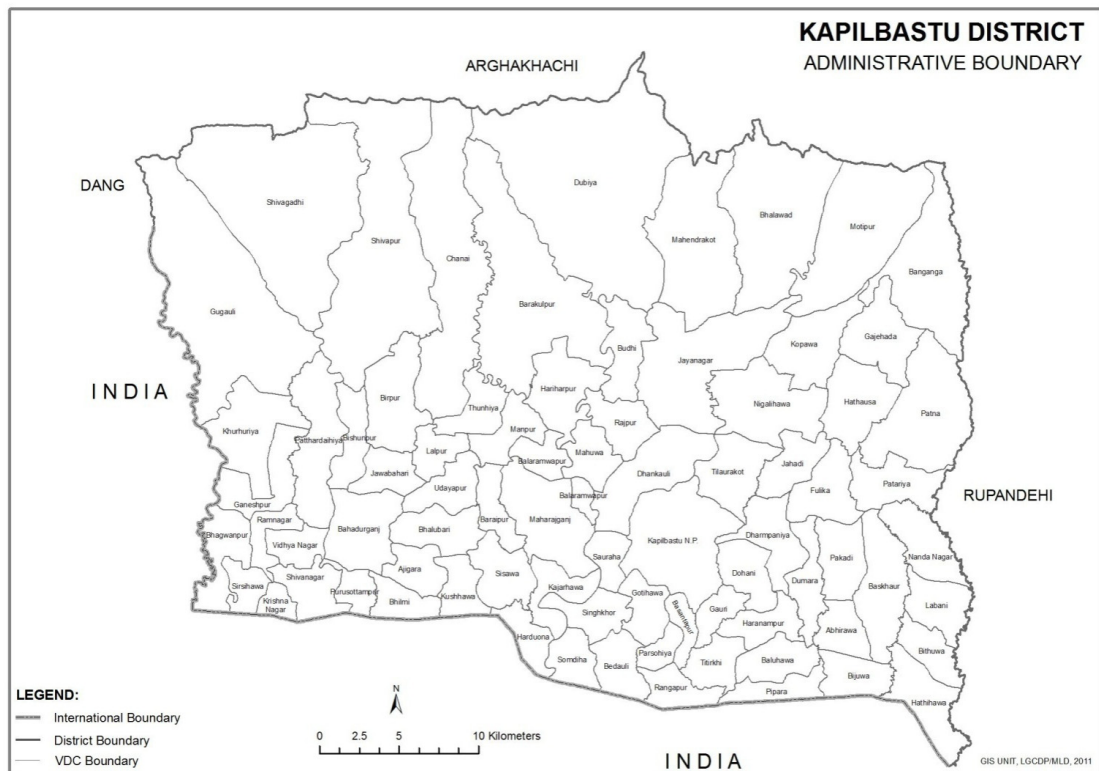 KAPILBASTU DISTRICT
ADMINISTRATIVE BOUNDARY
ARGHAKHACHI
DANG
Shivagadhi
Dubiya
Bhalawad
Motipur
Shivapur
Mahendrakot
Chanai
Banganga
Barakulpur
Gugauli
Gajehada
Kopawa
Budhi
Jayanagar
INDIA
Hariharpur
Birpur
Hathausa
Nigalihawa
Thunhiya
Patna
Rajpur
Khurhuriya
Manpur
Patthardaihiya
Bishunpur
Lalpur
Mahuwa
Balaramwapur
Jahadi
Jawabahari
Dhankauli
Tilaurakot
Udayapur
Patariya
Fulika
Balaramwapur
RUPANDEHI
Ganeshpur
Ramnagar
Baraipur
Maharajganj
Bahadurganj
Bhalubari
Bhagwanpur
Dharmpaniya
Kapilbastu N.P.
Vidhya Nagar
Sauraha
Pakadi
Nanda Nagar
Ajigara
Sisawa
Dohani
Shivanagar
Dumara
Sirsihawa
Kajarhawa
Baskhaur
Purusottampur
Gotihawa
Kushhawa
Bhilmi
Labani
Krishna
Nagar
Singhkhor
Gauri
Basantapur
Haranampur
Abhirawa
Harduona
Parsohiya
Bithuwa
Somdiha
Titirkhi
Baluhawa
Bedauli
Bijuwa
Rangapur
Pipara
Hathihawa
LEGEND:
International Boundary
District Boundary
VDC Boundary
N
0 2.5 5 10 Kilometers
INDIA
GIS UNIT, LGCDP/MLD, 2011